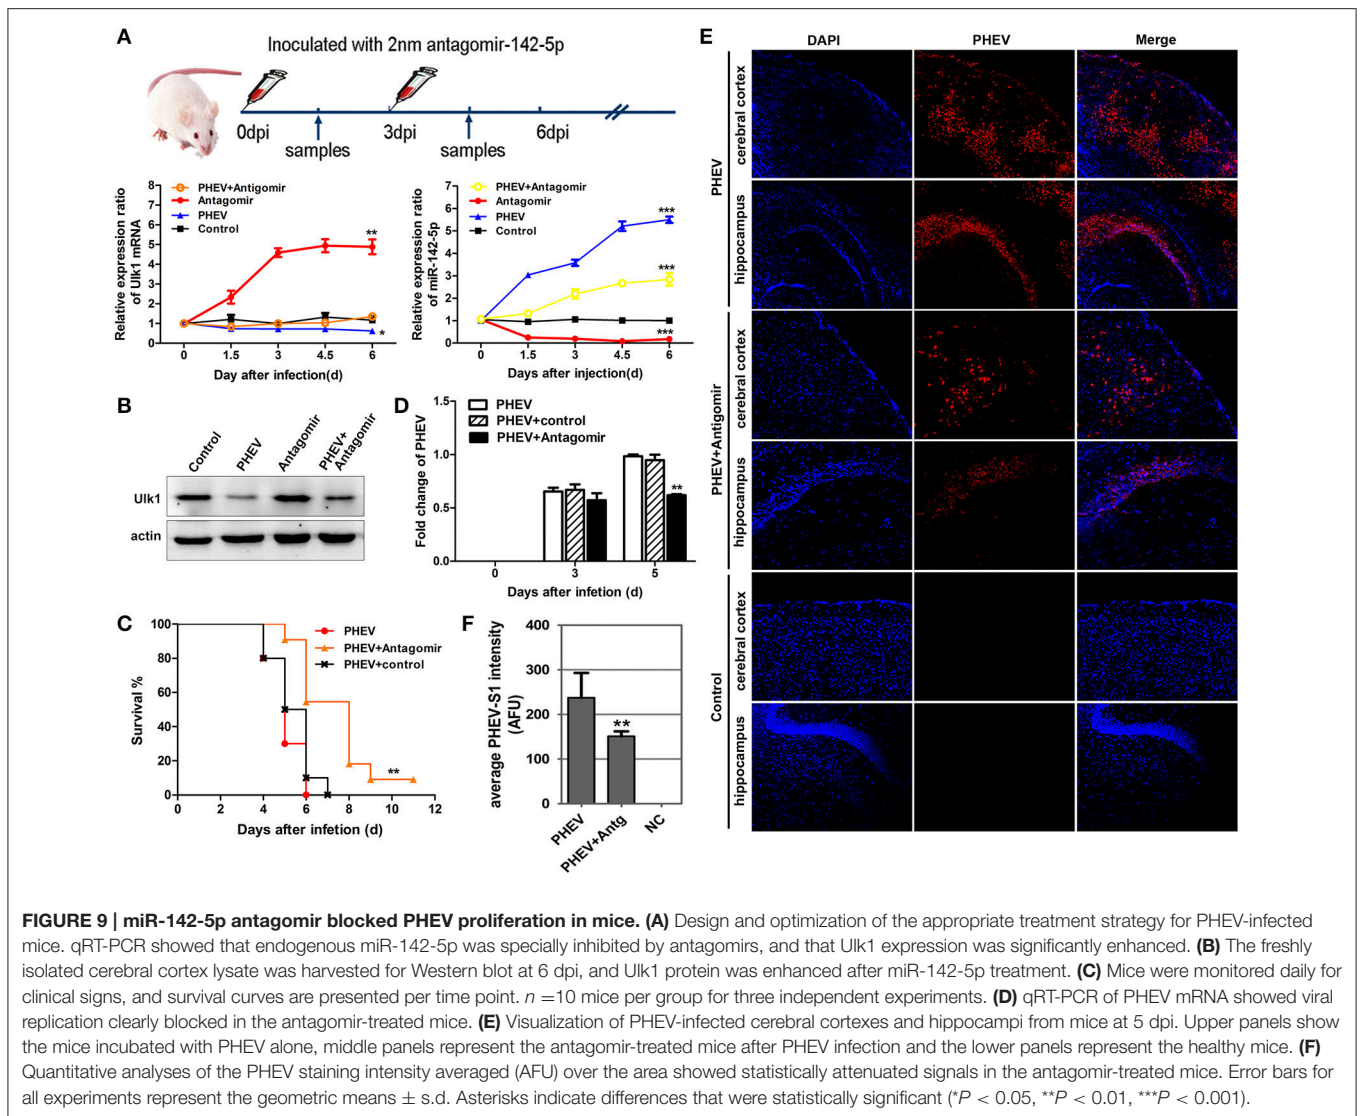 A
Inoculated with 2nm antagomir-142-5p
0dpi
3dpi
6dpi
samples
samples
Relative expression ratio
of Ulk1 mRNA
8
7
6
5
4
3
2
1
0
PHEV+Antigomir
Antagomir
PHEV
Control
**
*
0
1.5
3
4.5
6
Day after infection(d)
Relative expression ratio
of miR-142-5p
7
6
5
4
3
2
1
0
PHEV+Antagomir
Antagomir
PHEV
Control
***
***
***
0
1.5
3
4.5
6
Days after injection(d)
B
Control
PHEV
Antagomir
PHEV+
Antagomir
Ulk1
actin
D
Fold change of PHEV
1.5
1.0
0.5
0.0
PHEV
PHEV+control
PHEV+Antagomir
**
0
3
5
Days after infetion (d)
C
Survival %
100
80
60
40
20
0
PHEV
PHEV+Antagomir
PHEV+control
**
0
2
4
6
8
10
12
Days after infetion (d)
F
average PHEV-S1 intensity
(AFU)
400
300
200
100
0
**
PHEV
PHEV+Antg
NC
E
DAPI
PHEV
Merge
PHEV
cerebral cortex
hippocampus
PHEV+Antigomir
cerebral cortex
hippocampus
Control
cerebral cortex
hippocampus
FIGURE 9 | miR-142-5p antagomir blocked PHEV proliferation in mice. (A) Design and optimization of the appropriate treatment strategy for PHEV-infected
mice. qRT-PCR showed that endogenous miR-142-5p was specially inhibited by antagomirs, and that Ulk1 expression was significantly enhanced. (B) The freshly
isolated cerebral cortex lysate was harvested for Western blot at 6 dpi, and Ulk1 protein was enhanced after miR-142-5p treatment. (C) Mice were monitored daily for
clinical signs, and survival curves are presented per time point. n =10 mice per group for three independent experiments. (D) qRT-PCR of PHEV mRNA showed viral
replication clearly blocked in the antagomir-treated mice. (E) Visualization of PHEV-infected cerebral cortexes and hippocampi from mice at 5 dpi. Upper panels show
the mice incubated with PHEV alone, middle panels represent the antagomir-treated mice after PHEV infection and the lower panels represent the healthy mice. (F)
Quantitative analyses of the PHEV staining intensity averaged (AFU) over the area showed statistically attenuated signals in the antagomir-treated mice. Error bars for
all experiments represent the geometric means ± s.d. Asterisks indicate differences that were statistically significant (*P < 0.05, **P < 0.01, ***P < 0.001).